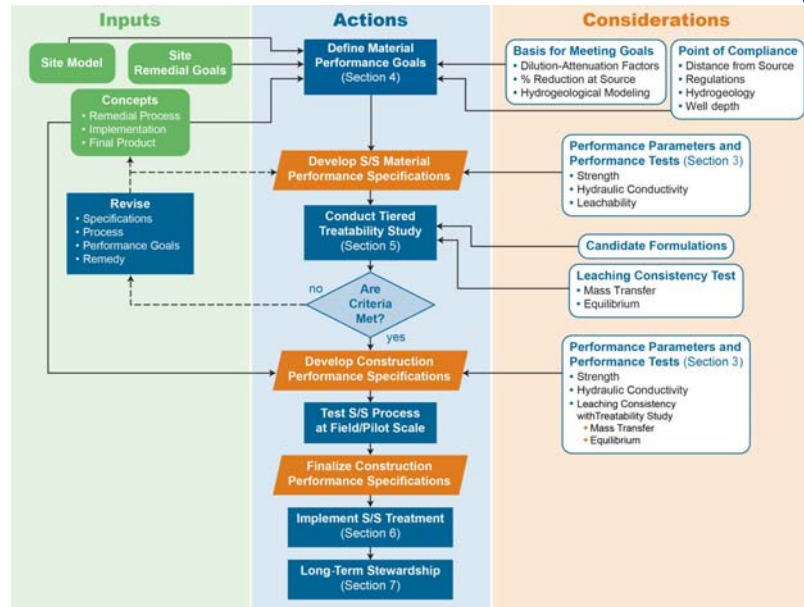 Inputs
Actions
Considerations
Site Model
Site
Remedial Goals
Define Material
Performance Goals
(Section 4)
Basis for Meeting Goals
• Dilution-Attenuation Factors
• % Reduction at Source
• Hydrogeological Modeling
Point of Compliance
• Distance from Source
• Regulations
• Hydrogeology
• Well depth
Concepts
• Remedial Process
• Implementation
• Final Product
Develop S/S Material
Performance Specifications
Performance Parameters and
Performance Tests (Section 3)
• Strength
• Hydraulic Conductivity
• Leachability
Revise
• Specifications
• Process
• Performance Goals
• Remedy
Conduct Tiered
Treatability Study
(Section 5)
Candidate Formulations
Leaching Consistency Test
• Mass Transfer
• Equilibrium
no
Are
Criteria
Met?
yes
Develop Construction
Performance Specifications
Performance Parameters and
Performance Tests (Section 3)
• Strength
• Hydraulic Conductivity
• Leaching Consistency
withTreatability Study
• Mass Transfer
• Equilibrium
Test S/S Process
at Field/Pilot Scale
Finalize Construction
Performance Specifications
Implement S/S Treatment
(Section 6)
Long-Term Stewardship
(Section 7)